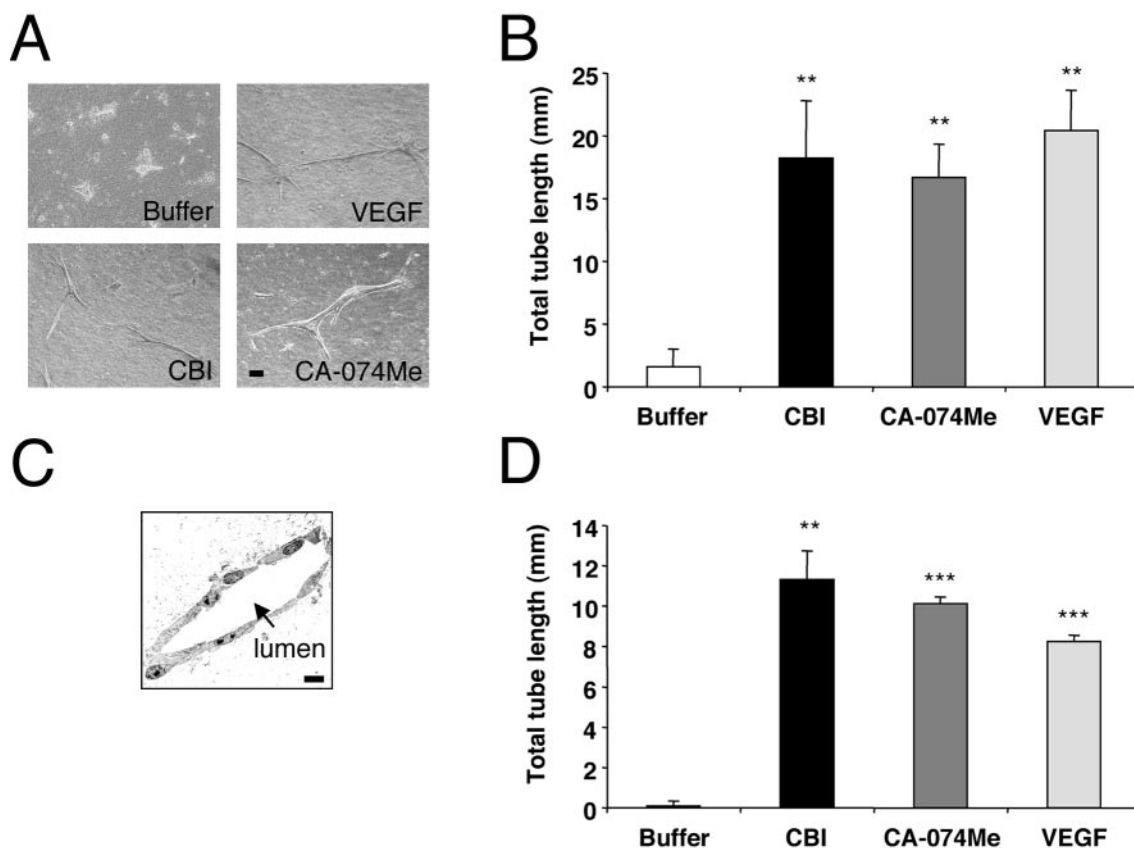 A
Buffer
VEGF
CBI
CA-074Me
B
Total tube length (mm)
25
20
15
10
5
0
**
**
**
Buffer
CBI
CA-074Me
VEGF
C
lumen
D
Total tube length (mm)
14
12
10
8
6
4
2
0
**
***
***
Buffer
CBI
CA-074Me
VEGF